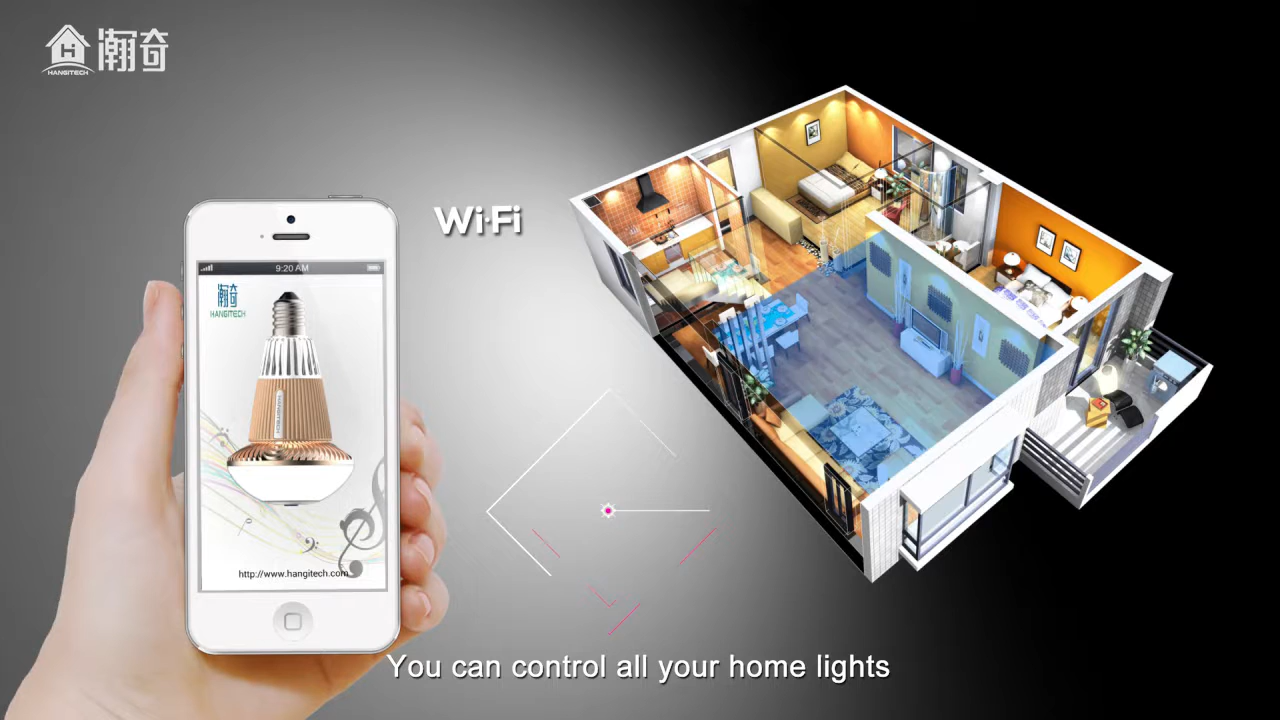 瀚奇
HANGITECH
Wi-Fi
9:20 AM
瀚奇
HANGITECH
http://www.hangitech.com
You can control all your home lights